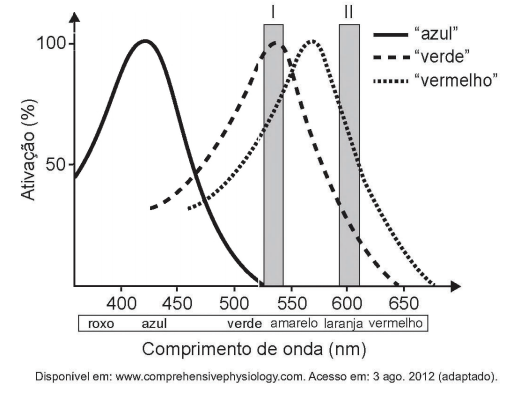 I II
"azul"
"verde"
"vermelho"
Ativação (%)
100
50
400 450 500 550 600 650
roxo azul verde amarelo laranja vermelho
Comprimento de onda (nm)
Disponível em: www.comprehensivephysiology.com. Acesso em: 3 ago. 2012 (adaptado).